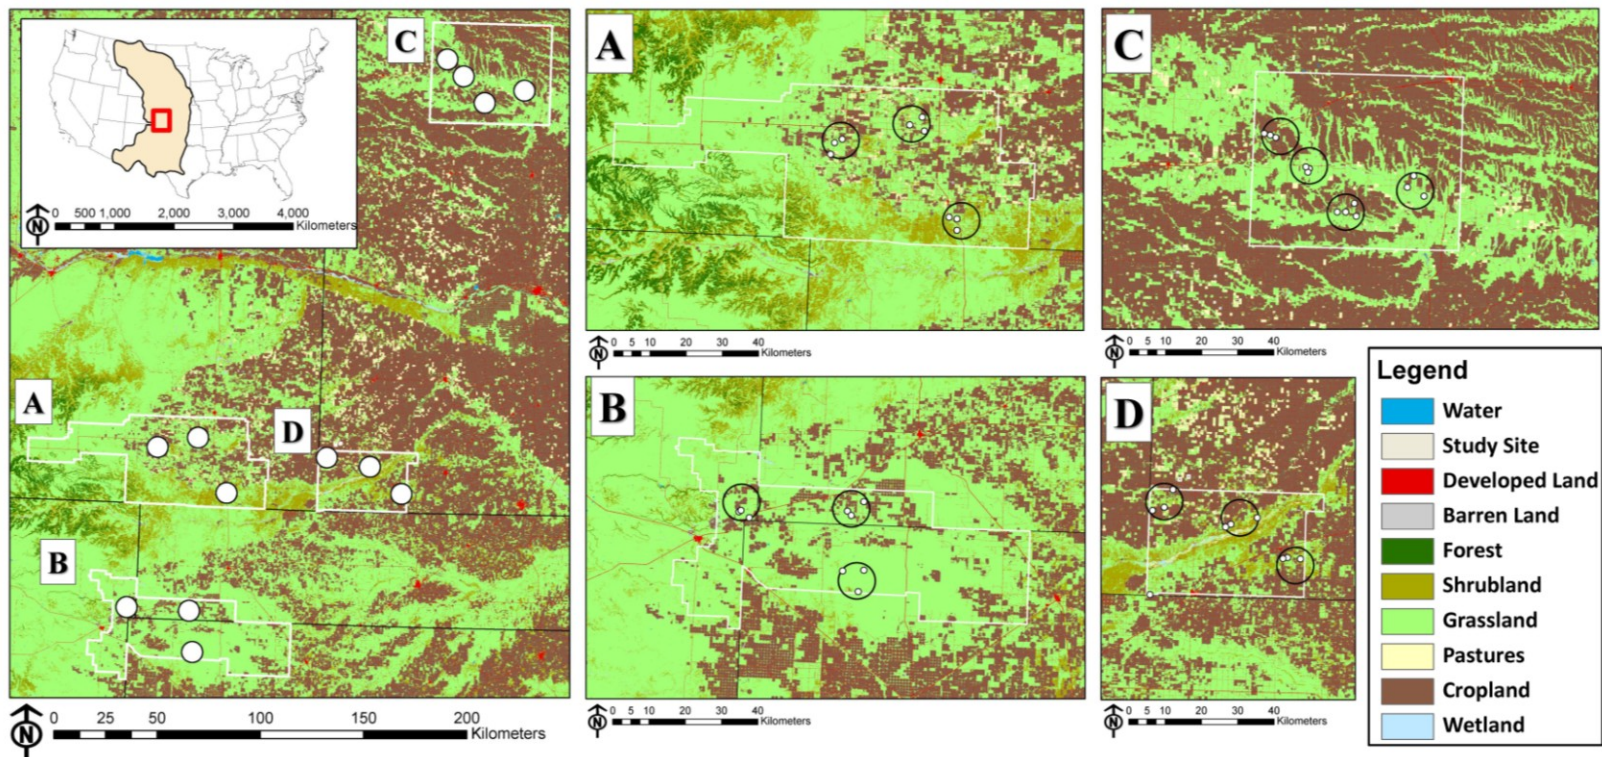 C
N
0 500 1,000 2,000 3,000 4,000
Kilometers
A
D
B
N
0 25 50 100 150 200
Kilometers
A
N
0 5 10 20 30 40
Kilometers
C
N
0 5 10 20 30 40
Kilometers
B
N
0 5 10 20 30 40
Kilometers
D
N
0 5 10 20 30 40
Kilometers
Legend
Water
Study Site
Developed Land
Barren Land
Forest
Shrubland
Grassland
Pastures
Cropland
Wetland